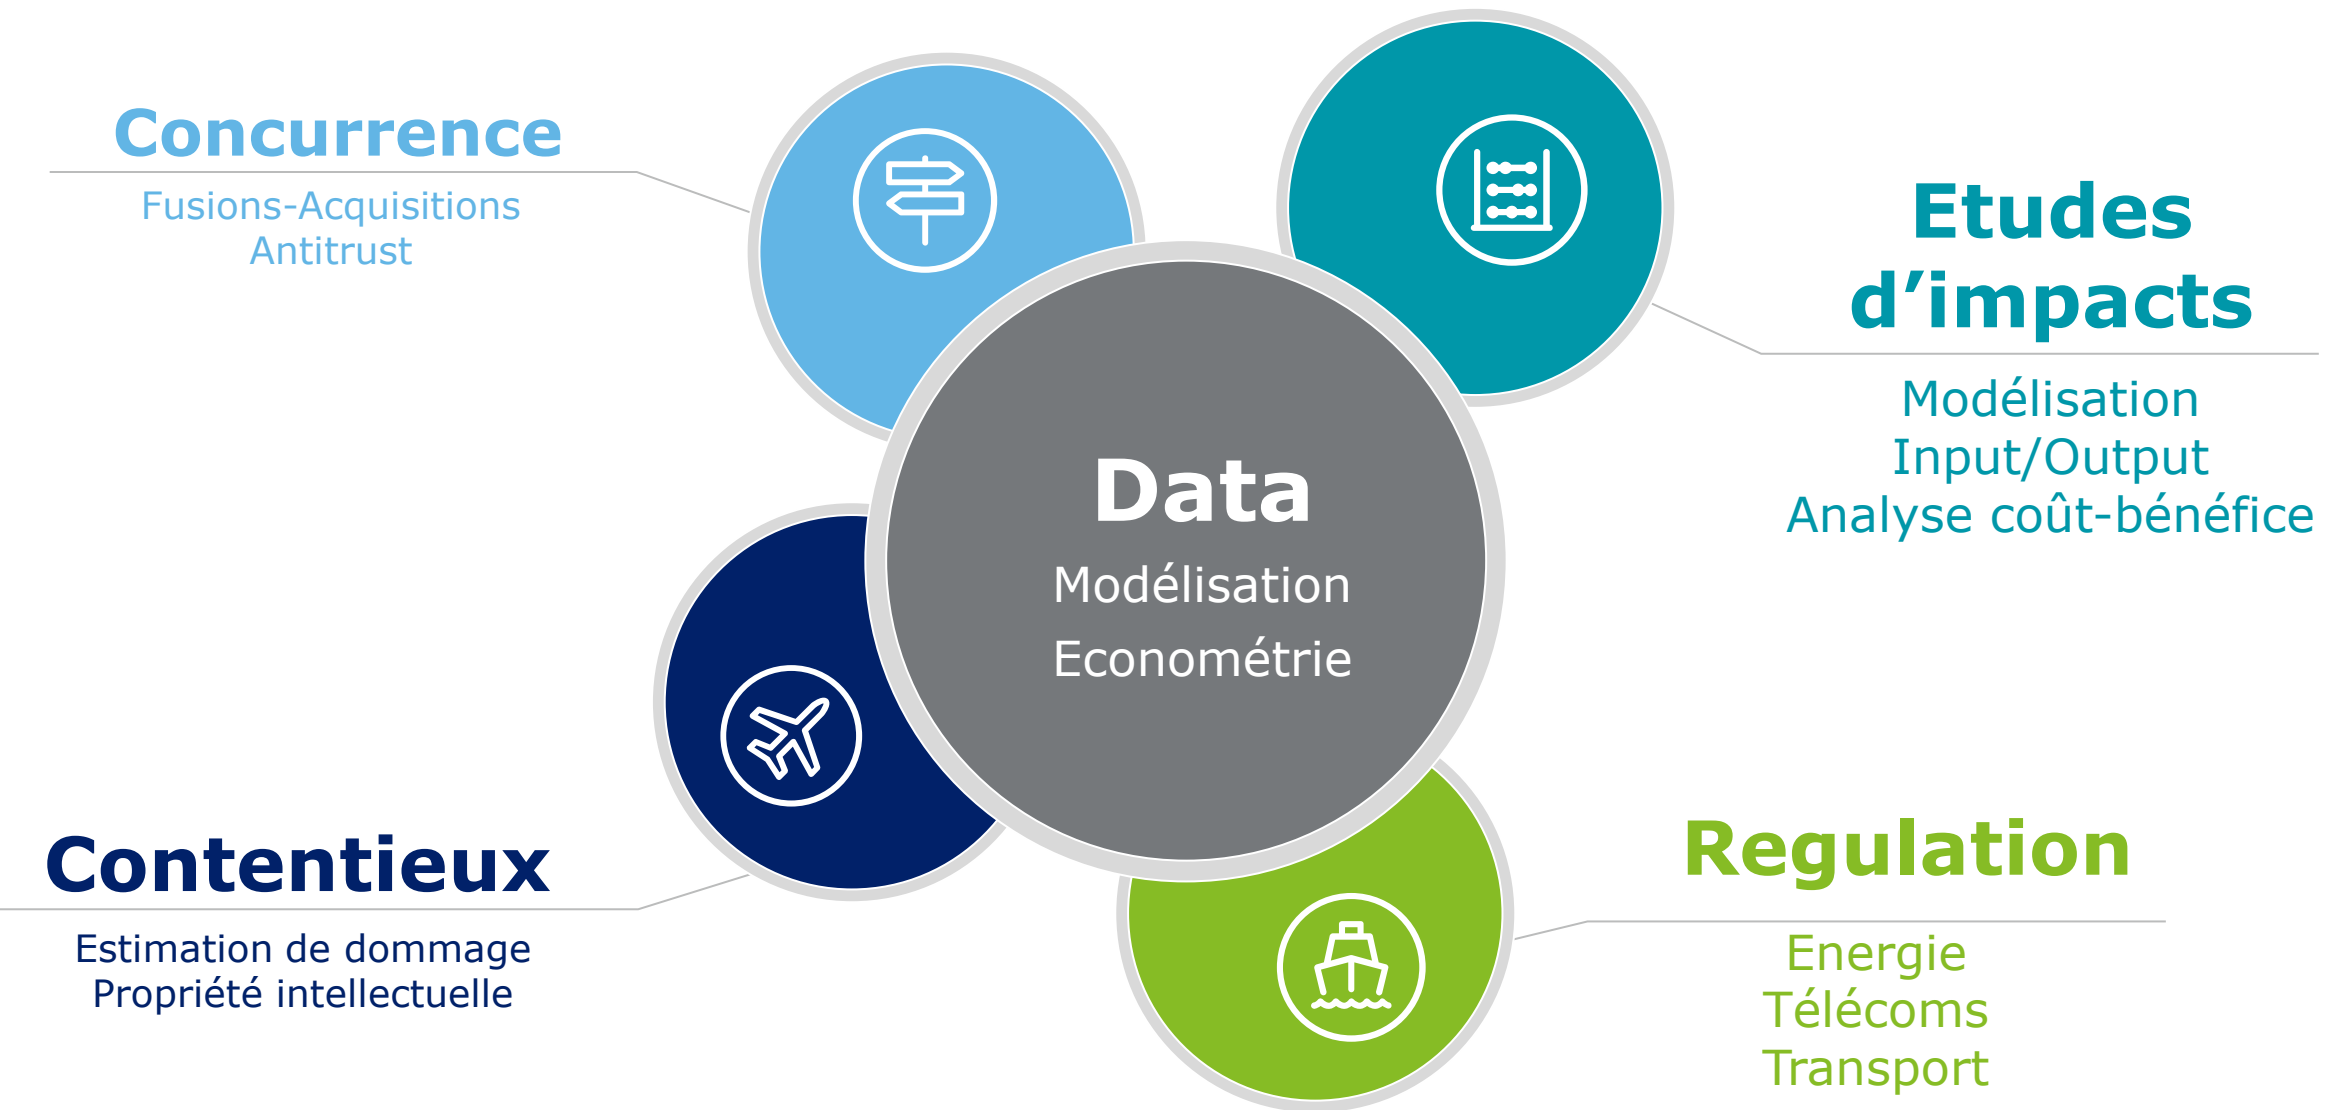 Concurrence
Fusions-Acquisitions
Antitrust
Etudes
d’impacts
Modélisation
Input/Output
Analyse coût-bénéfice
Data
Modélisation
Econométrie
Contentieux
Estimation de dommage
Propriété intellectuelle
Regulation
Energie
Télécoms
Transport